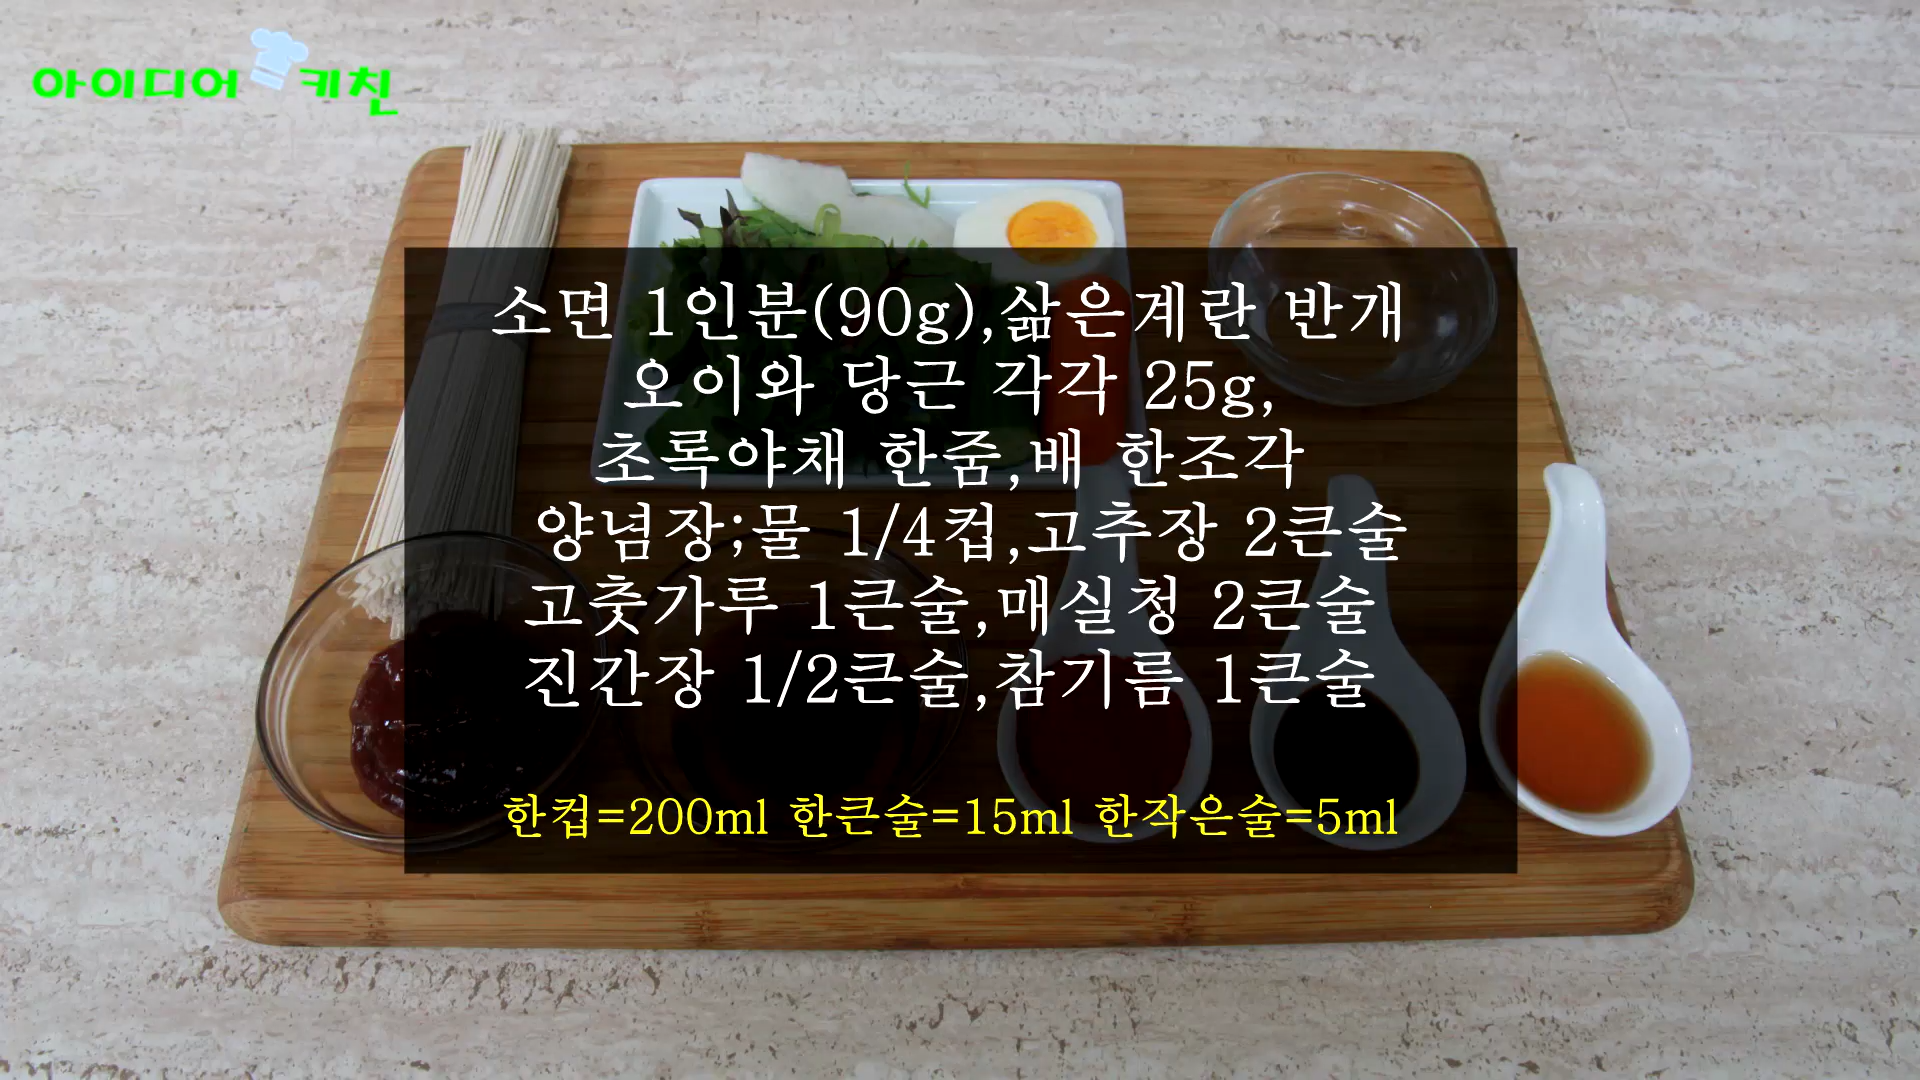 아이디어 키친
소면 1인분(90g),삶은계란 반개
오이와 당근 각각 25g,
초록야채 한줌,배 한조각
양념장;물 1/4컵,고추장 2큰술
고춧가루 1큰술,매실청 2큰술
진간장 1/2큰술,참기름 1큰술
한컵=200ml 한큰술=15ml 한작은술=5ml